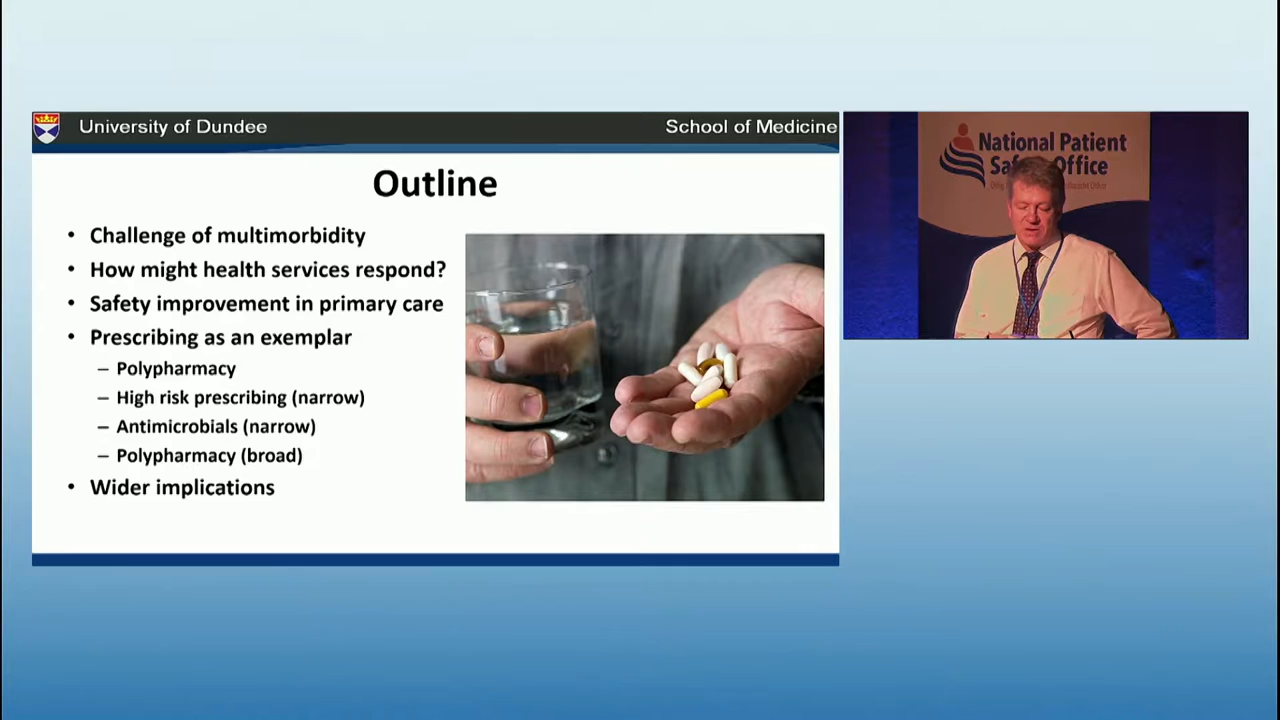 University of Dundee
School of Medicine
Outline
• Challenge of multimorbidity
• How might health services respond?
• Safety improvement in primary care
• Prescribing as an exemplar
– Polypharmacy
– High risk prescribing (narrow)
– Antimicrobials (narrow)
– Polypharmacy (broad)
• Wider implications
National Patient
Office